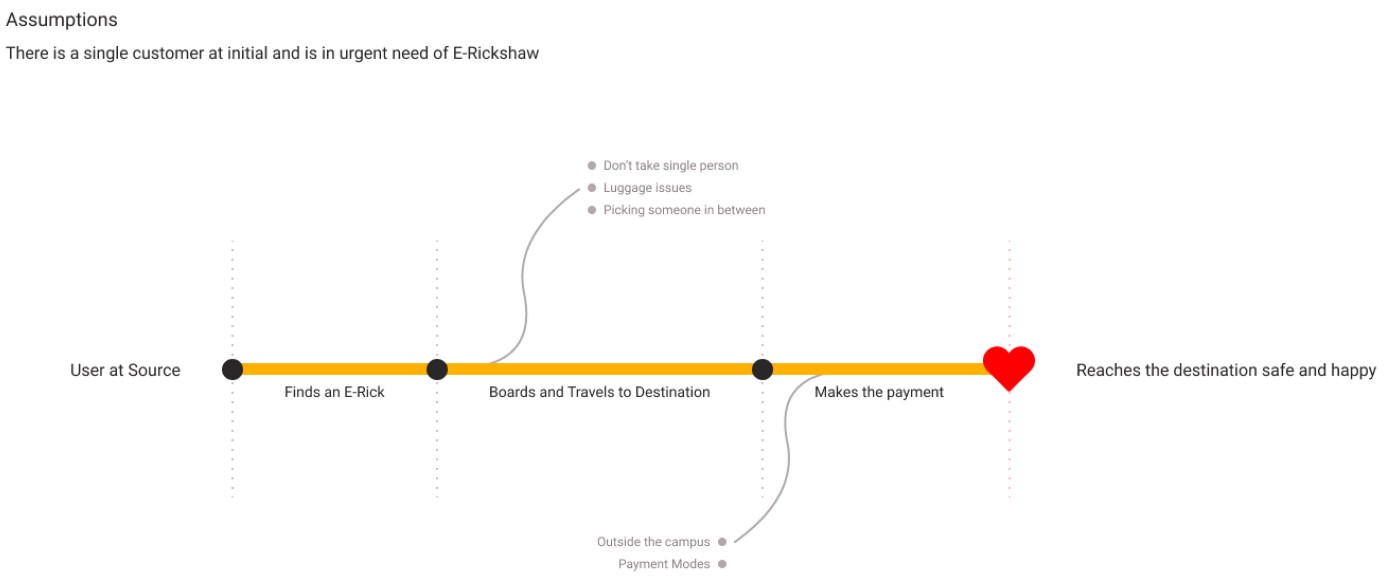 Assumptions
There is a single customer at initial and is in urgent need of E-Rickshaw
Don't take single person
Luggage issues
Picking someone in between
User at Source
Reaches the destination safe and happy
Finds an E-Rick
Boards and Travels to Destination
Makes the payment
Outside the campus
Payment Modes